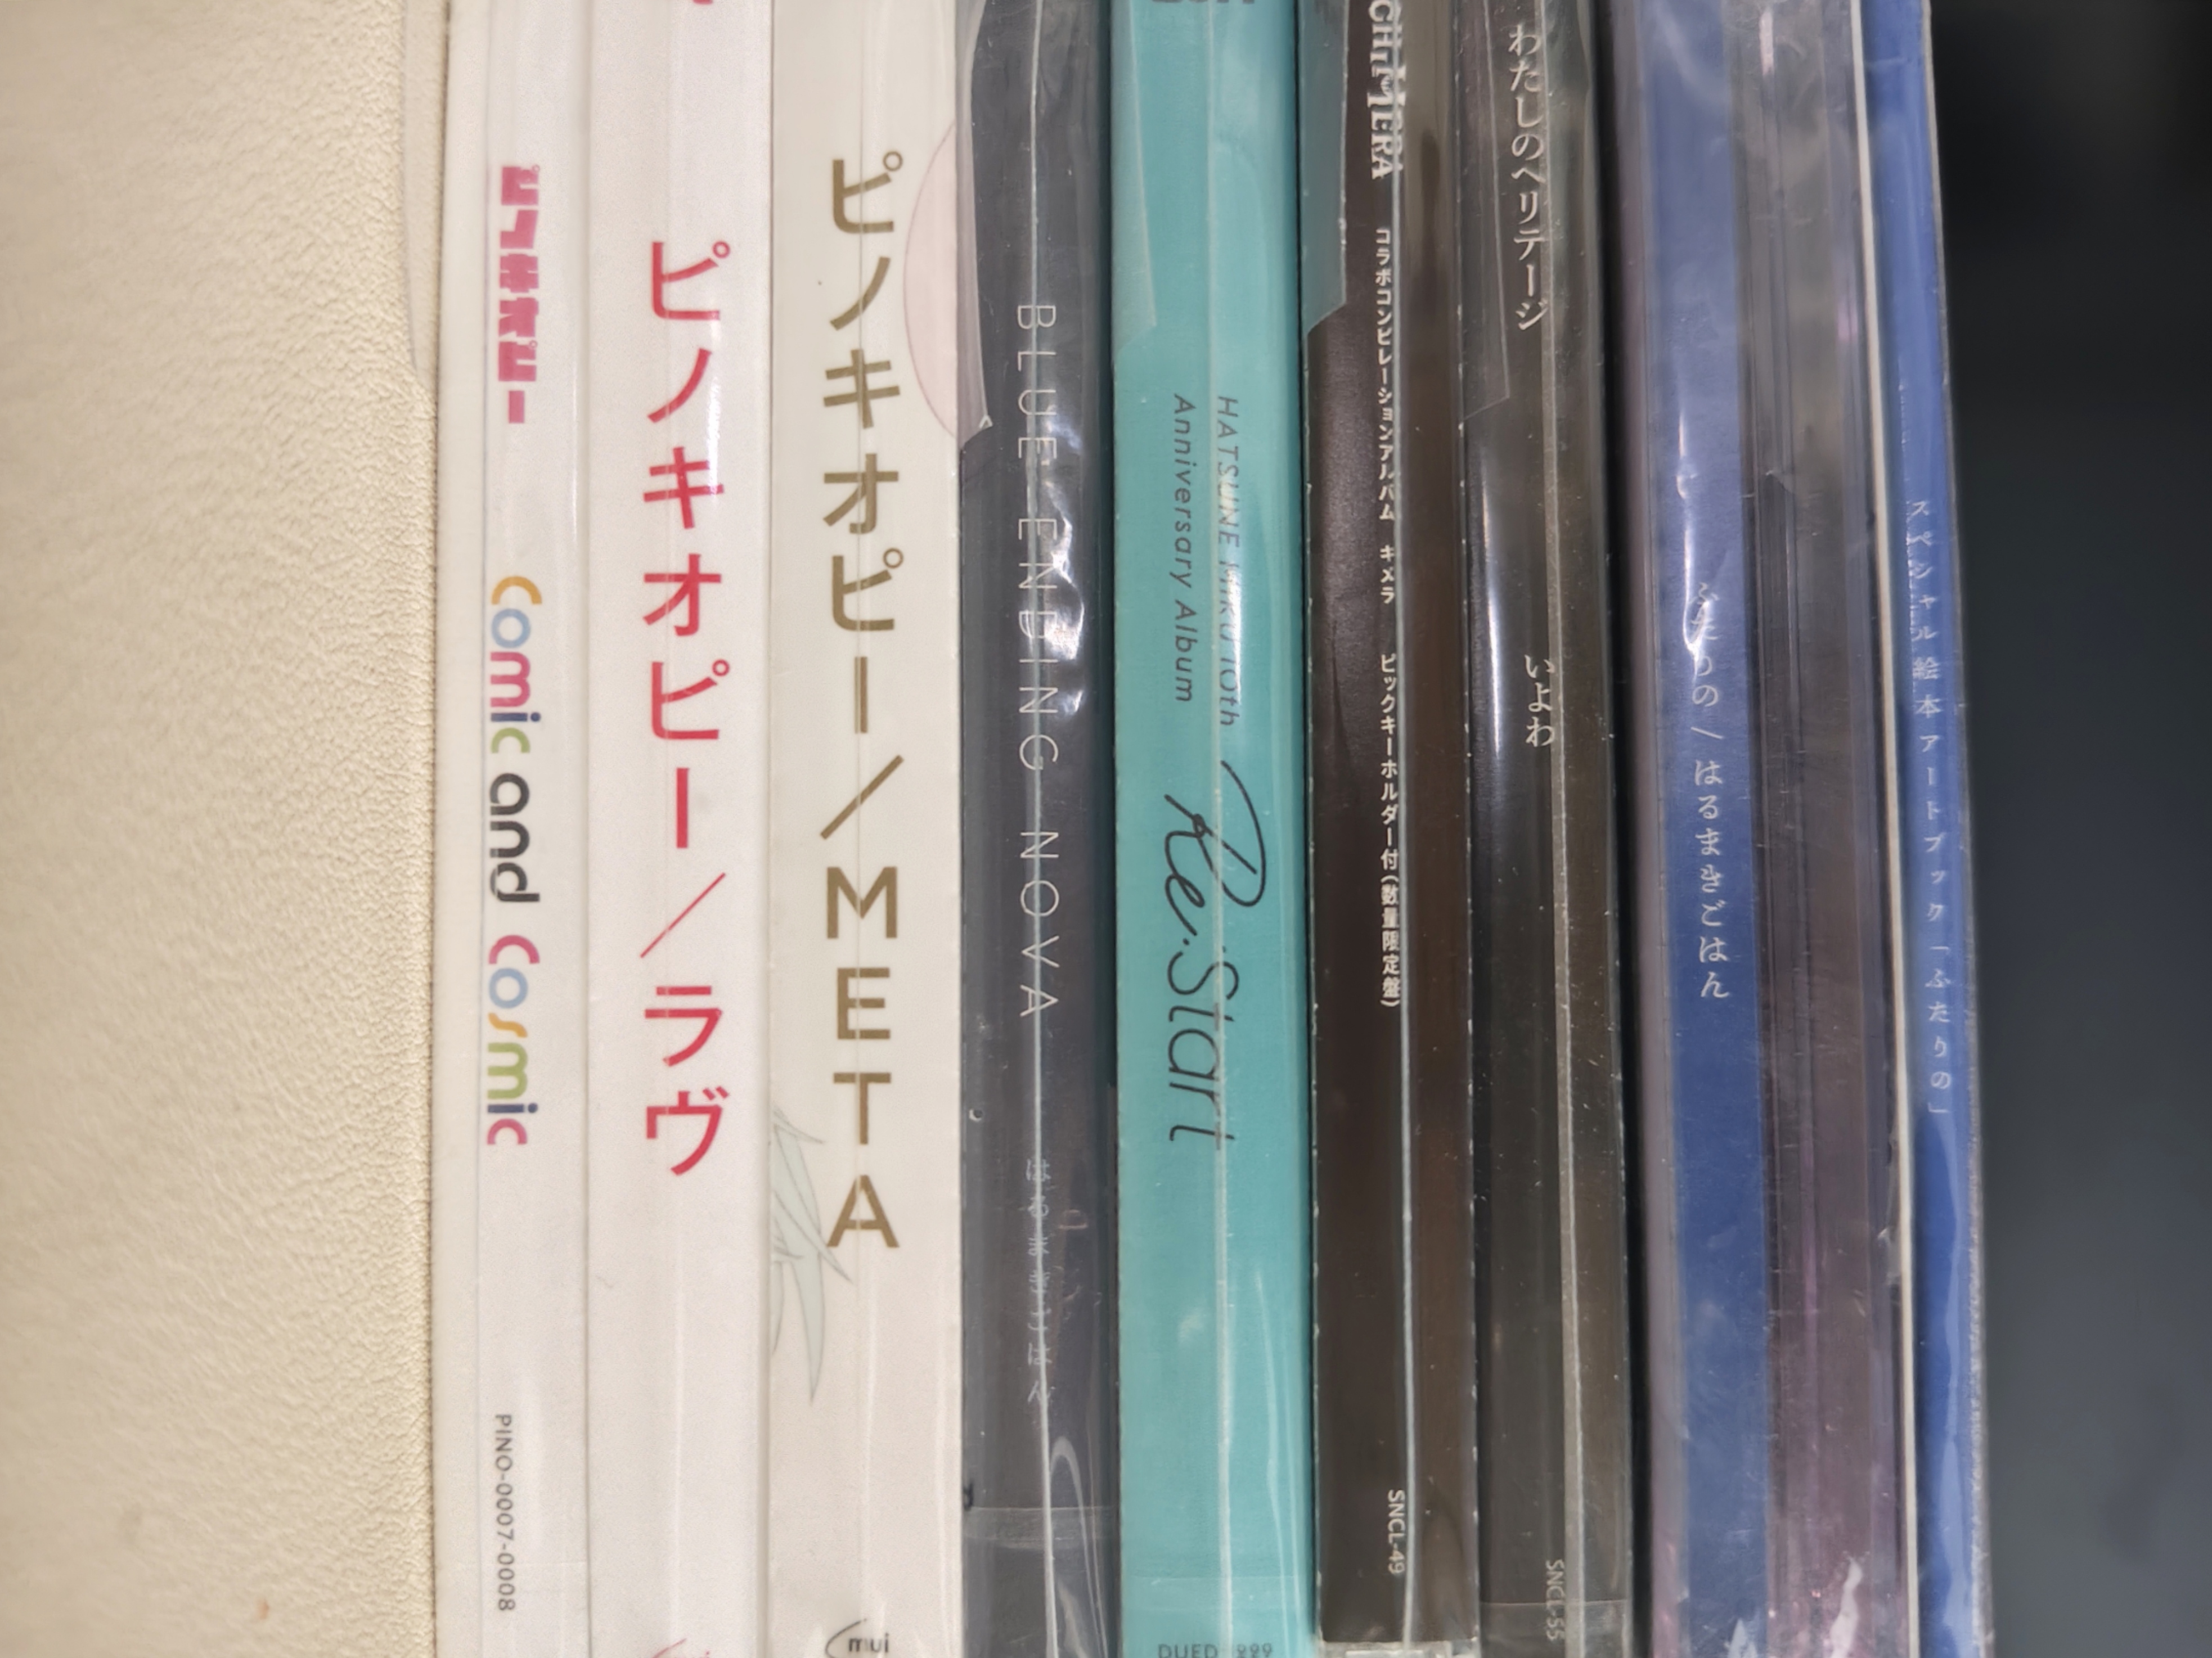 ピノキオピー
Comic and Cosmic
PINO-0007-0008
ピノキオピー/ラヴ
ピノキオピー/META
mui
BLUE ENDING NOVA
はるまきごはん
HATSUNE MIKU 10th
Anniversary Album
Re:Start
CHiMERA
コラボコンピレーションアルバム キメラ ピックキーホルダー付(数量限定盤)
SNCL-49
わたしのヘリテージ
いよわ
SNCL-55
ふたりの/はるまきごはん
スペシャル絵本アートブック「ふたりの」